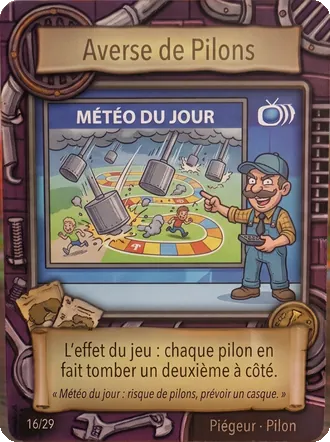 Averse de Pilons
MÉTÉO DU JOUR
L'effet du jeu : chaque pilon en
fait tomber un deuxième à côté.
« Météo du jour : risque de pilons, prévoir un casque. »
16/29
Piégeur · Pilon